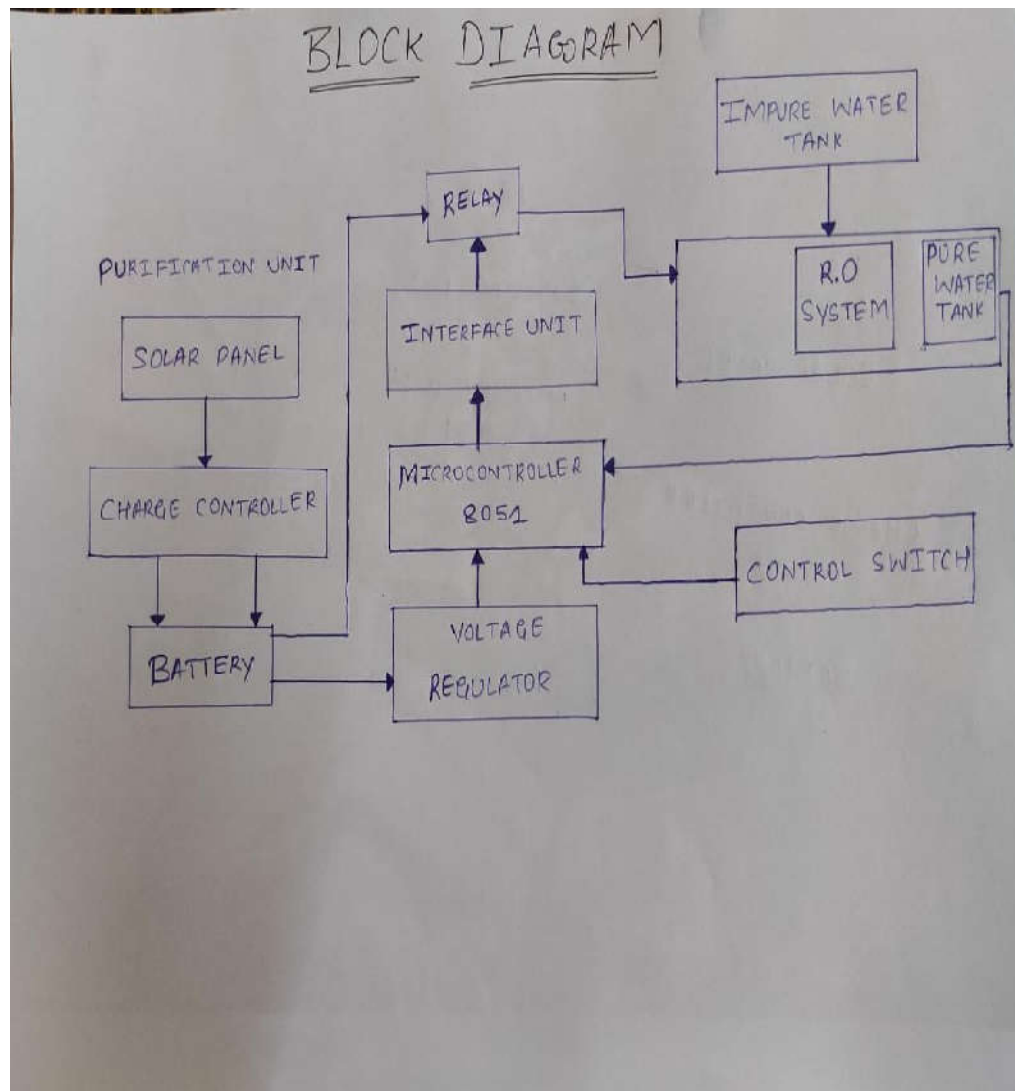 BLOCK DIAGRAM
IMPURE WATER
TANK
RELAY
PURIFICATION UNIT
R.O
SYSTEM
PURE
WATER
TANK
INTERFACE UNIT
SOLAR PANEL
MICROCONTROLLER
8051
CHARGE CONTROLLER
CONTROL SWITCH
VOLTAGE
REGULATOR
BATTERY